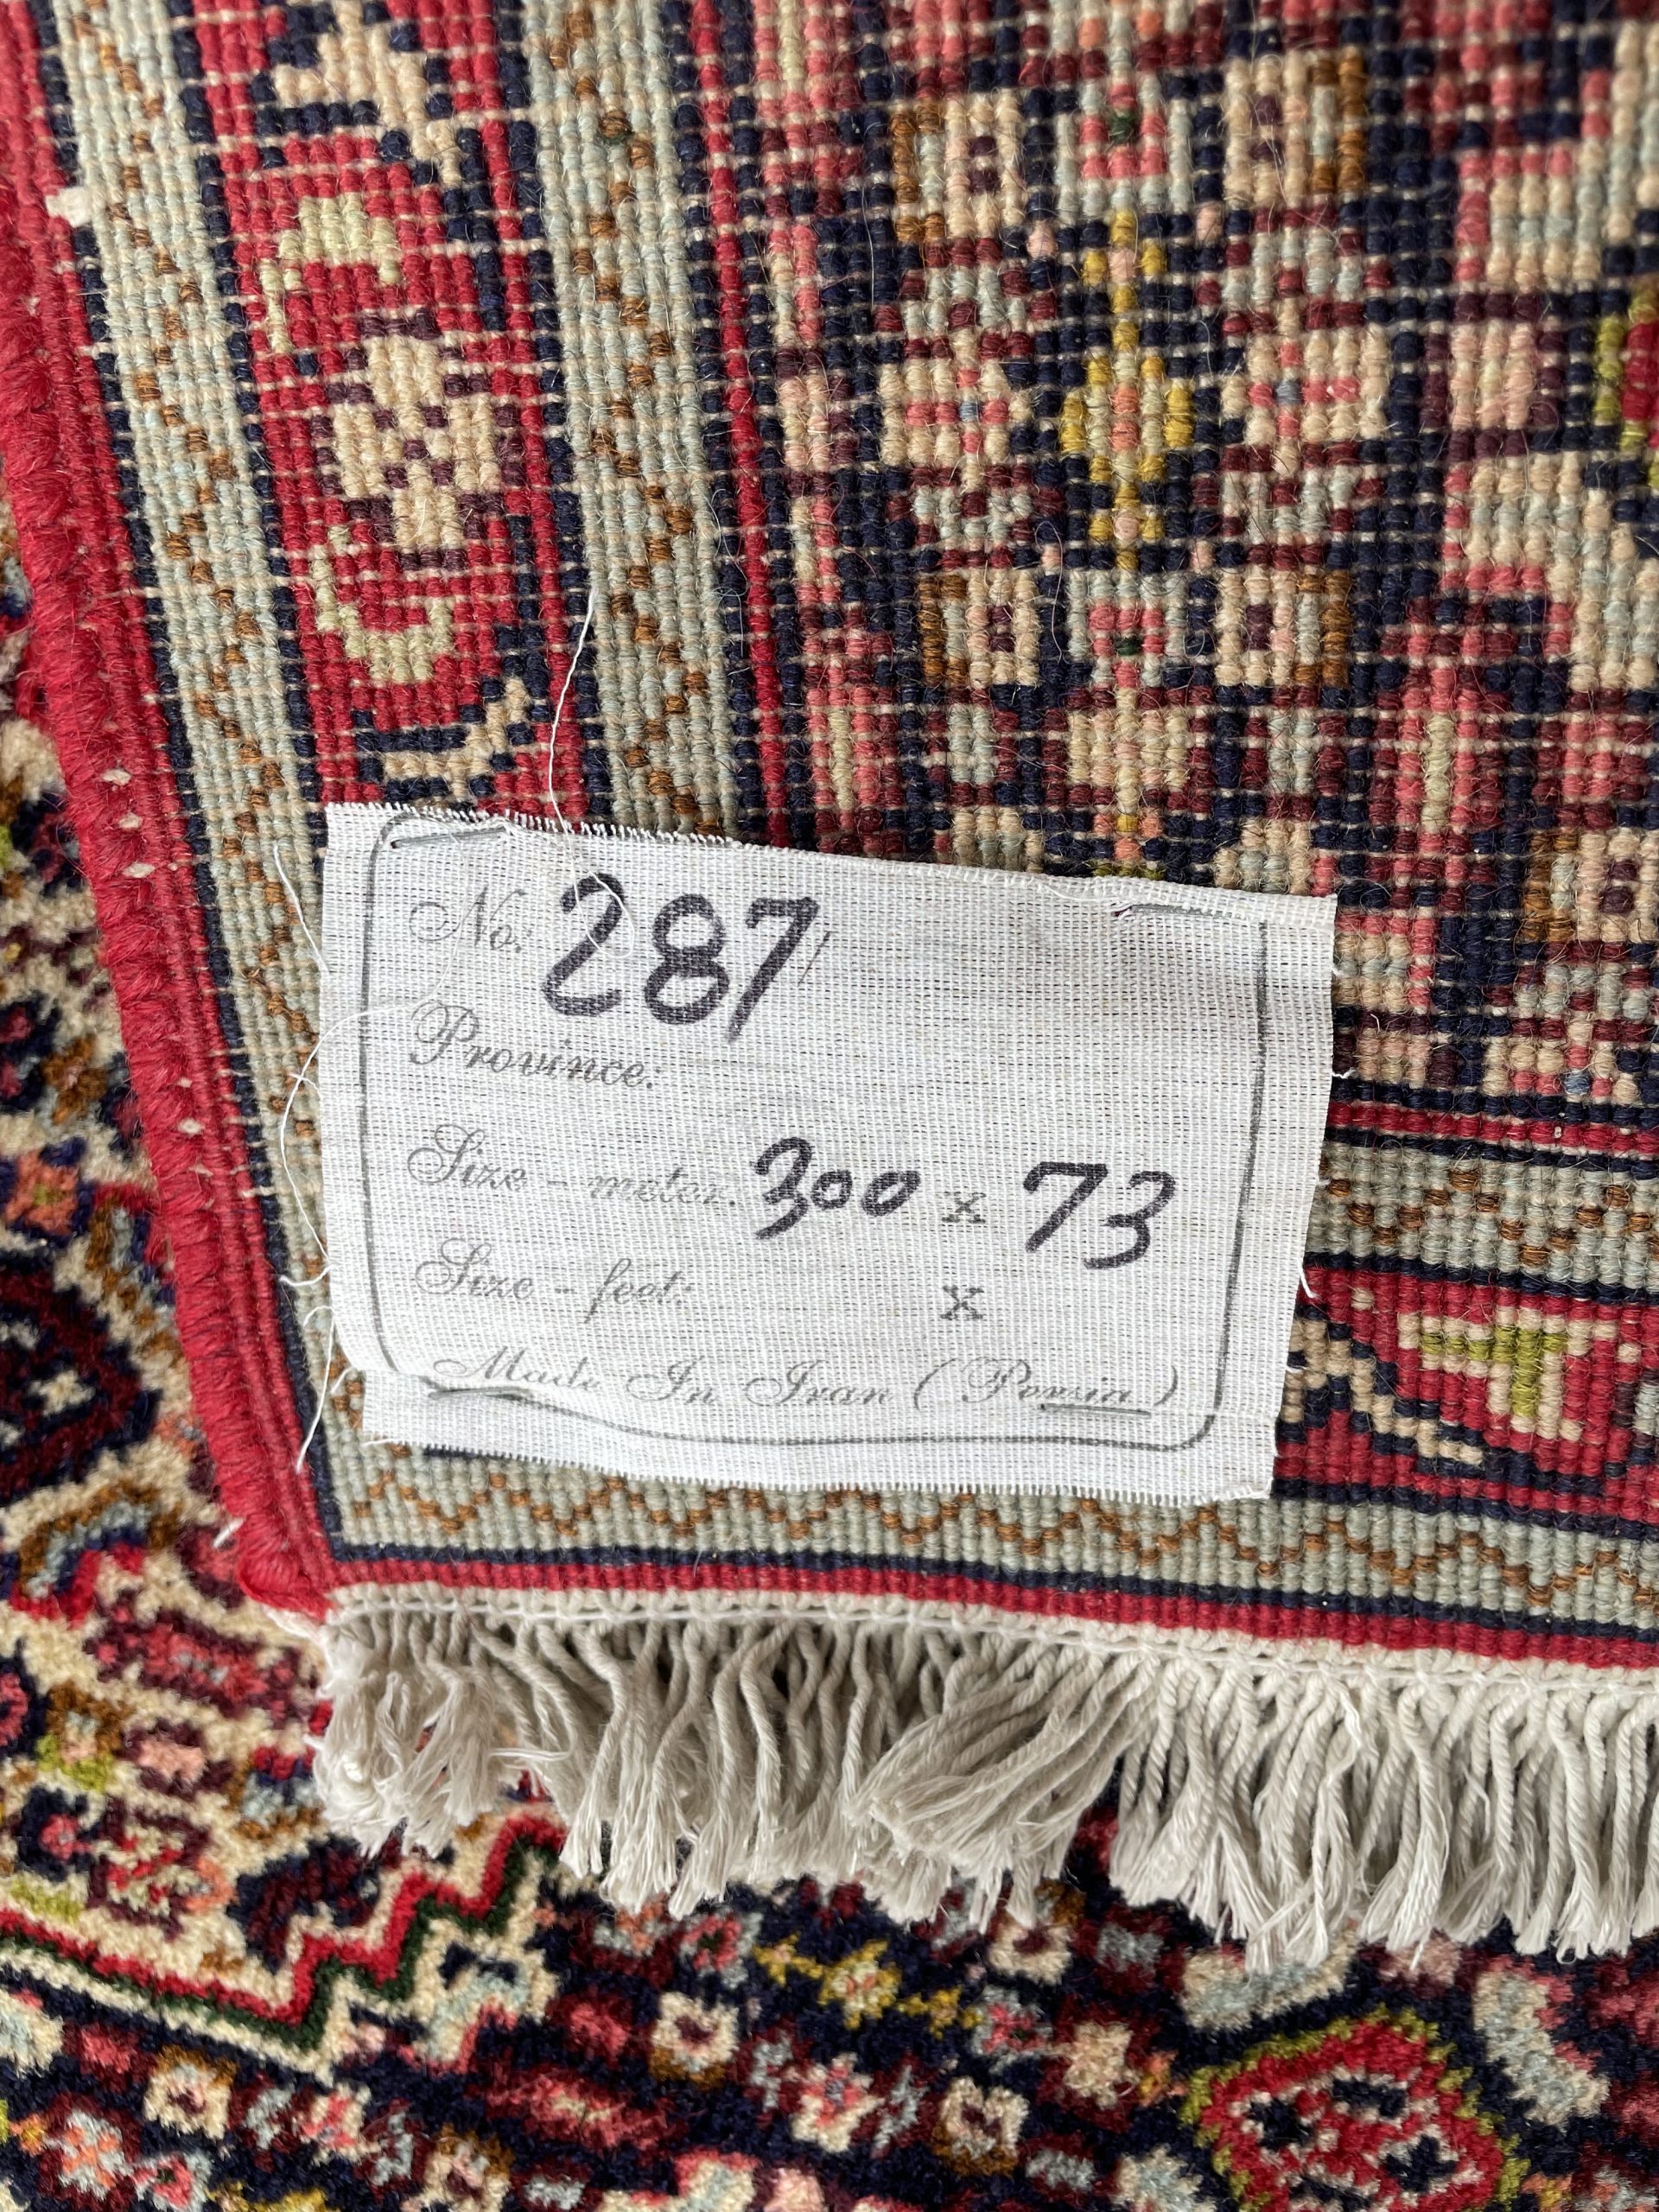 No: 287
Province:
Size - meter. 300 x 73
Size - feet: x
Made In Iran ( Persia )